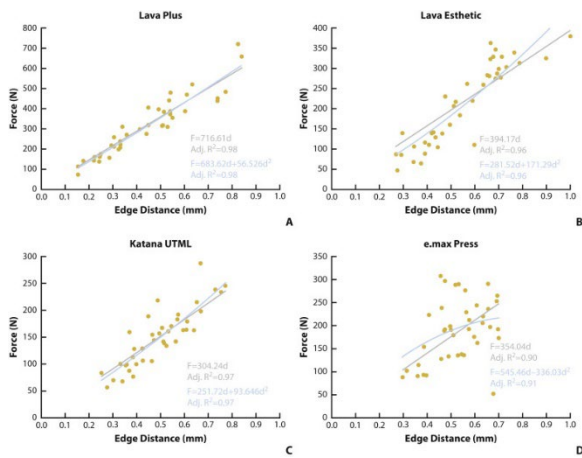 Lava Plus
Force (N)
800
700
600
500
400
300
200
100
0
F=716.61d
Adj. R²=0.98
F=683.62d+56.526d²
Adj. R²=0.98
0.0 0.1 0.2 0.3 0.4 0.5 0.6 0.7 0.8 0.9 1.0
Edge Distance (mm)
A
Lava Esthetic
Force (N)
400
350
300
250
200
150
100
50
0
F=394.17d
Adj. R²=0.96
F=281.52d+171.29d²
Adj. R²=0.96
0.0 0.1 0.2 0.3 0.4 0.5 0.6 0.7 0.8 0.9 1.0
Edge Distance (mm)
B
Katana UTML
Force (N)
300
250
200
150
100
50
0
F=304.24d
Adj. R²=0.97
F=251.72d+93.646d²
Adj. R²=0.97
0.0 0.1 0.2 0.3 0.4 0.5 0.6 0.7 0.8 0.9 1.0
Edge Distance (mm)
C
e.max Press
Force (N)
350
300
250
200
150
100
50
0
F=354.04d
Adj. R²=0.90
F=545.46d−336.03d²
Adj. R²=0.91
0.0 0.1 0.2 0.3 0.4 0.5 0.6 0.7 0.8 0.9 1.0
Edge Distance (mm)
D